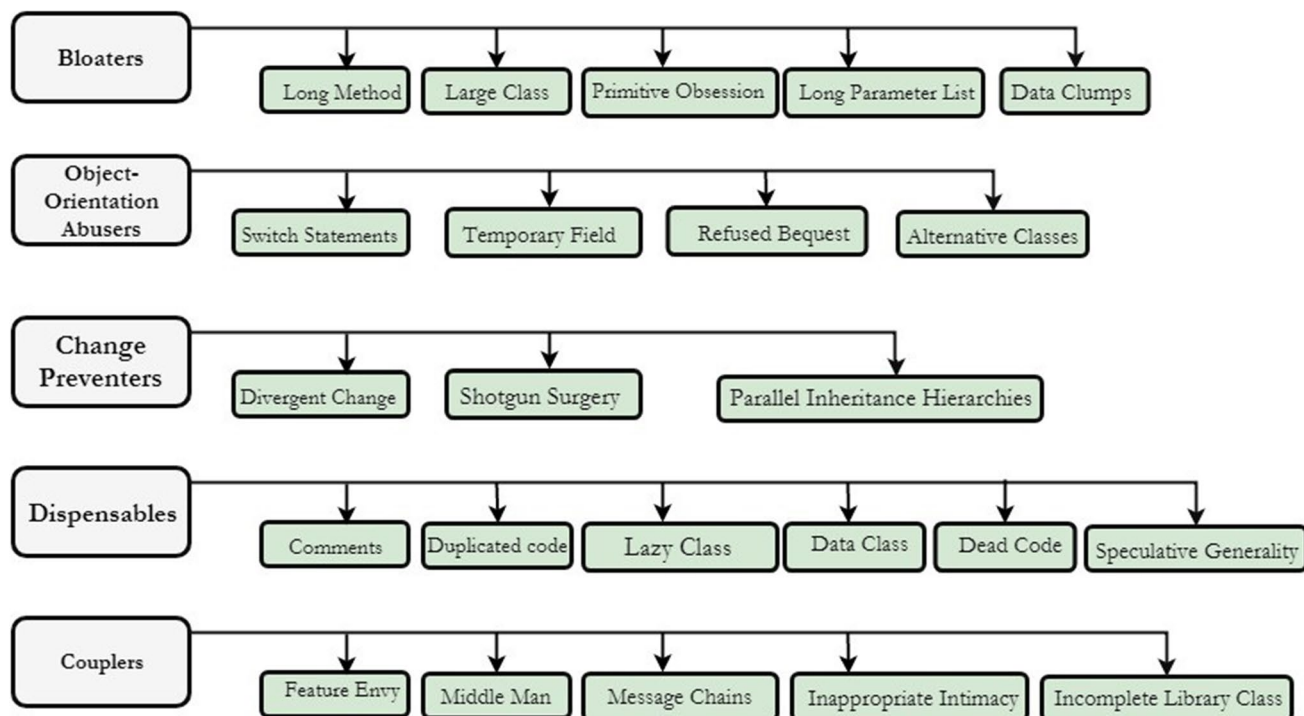 Bloaters
Long Method
Large Class
Primitive Obsession
Long Parameter List
Data Clumps
Object-
Orientation
Abusers
Switch Statements
Temporary Field
Refused Bequest
Alternative Classes
Change
Preventers
Divergent Change
Shotgun Surgery
Parallel Inheritance Hierarchies
Dispensables
Comments
Duplicated code
Lazy Class
Data Class
Dead Code
Speculative Generality
Couplers
Feature Envy
Middle Man
Message Chains
Inappropriate Intimacy
Incomplete Library Class